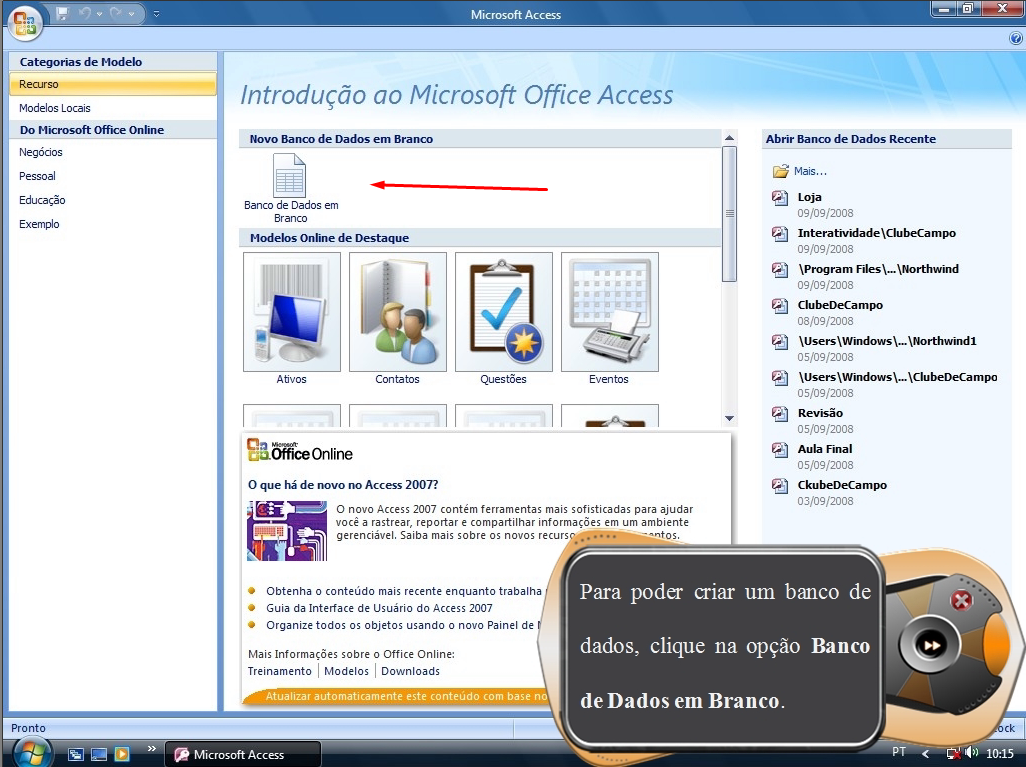 Microsoft Access
Categorias de Modelo
Recurso
Modelos Locais
Do Microsoft Office Online
Negócios
Pessoal
Educação
Exemplo
Introdução ao Microsoft Office Access
Novo Banco de Dados em Branco
Banco de Dados em
Branco
Modelos Online de Destaque
Ativos
Contatos
Questões
Eventos
Microsoft
Office Online
O que há de novo no Access 2007?
O novo Access 2007 contém ferramentas mais sofisticadas para ajudar
você a rastrear, reportar e compartilhar informações em um ambiente
gerenciável. Saiba mais sobre os novos
Obtenha o conteúdo mais recente enquanto trabalha
Guia da Interface de Usuário do Access 2007
Organize todos os objetos usando o novo Painel de
Mais Informações sobre o Office Online:
Treinamento | Modelos | Downloads
Atualizar automaticamente este conteúdo com base
Abrir Banco de Dados Recente
Mais...
Loja
09/09/2008
Interatividade\ClubeCampo
09/09/2008
\Program Files\...\Northwind
09/09/2008
ClubeDeCampo
08/09/2008
\Users\Windows\...\Northwind1
05/09/2008
\Users\Windows\...\ClubeDeCampo
05/09/2008
Revisão
05/09/2008
Aula Final
05/09/2008
CkubeDeCampo
03/09/2008
Para poder criar um banco de
dados, clique na opção Banco
de Dados em Branco.
Pronto
Microsoft Access
PT
10:15